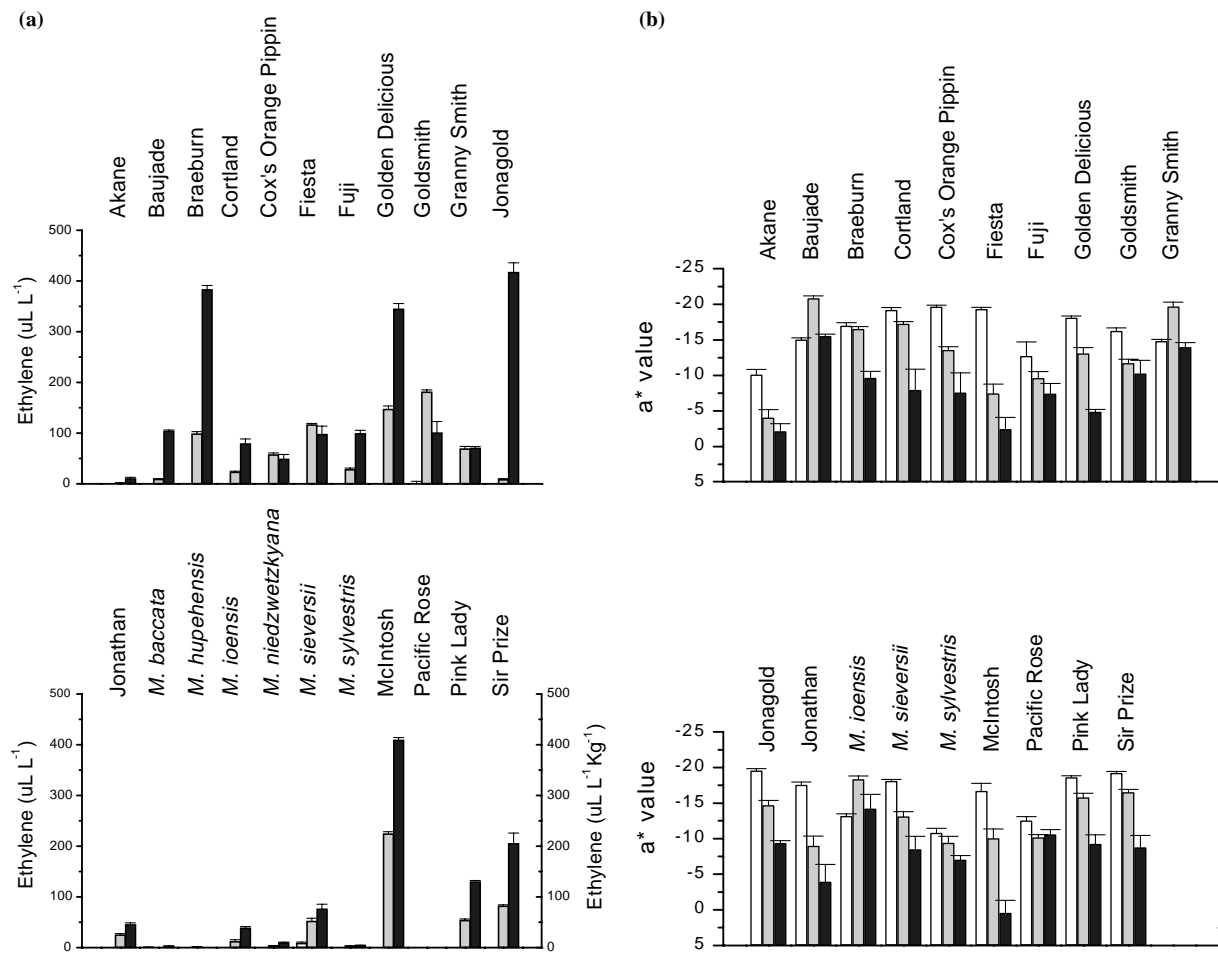 (a)
(b)
Akane
Baujade
Braeburn
Cortland
Cox's Orange Pippin
Fiesta
Fuji
Golden Delicious
Goldsmith
Granny Smith
Jonagold
500
400
300
200
100
0
Ethylene (uL L-1)
Akane
Baujade
Braeburn
Cortland
Cox's Orange Pippin
Fiesta
Fuji
Golden Delicious
Goldsmith
Granny Smith
-25
-20
-15
-10
-5
0
5
a* value
Jonathan
M. baccata
M. hupehensis
M. ioensis
M. niedzwetzkyana
M. sieversii
M. sylvestris
McIntosh
Pacific Rose
Pink Lady
Sir Prize
500
400
300
200
100
0
Ethylene (uL L-1)
500
400
300
200
100
0
Ethylene (uL L-1Kg-1)
Jonagold
Jonathan
M. ioensis
M. sieversii
M. sylvestris
McIntosh
Pacific Rose
Pink Lady
Sir Prize
-25
-20
-15
-10
-5
0
5
a* value